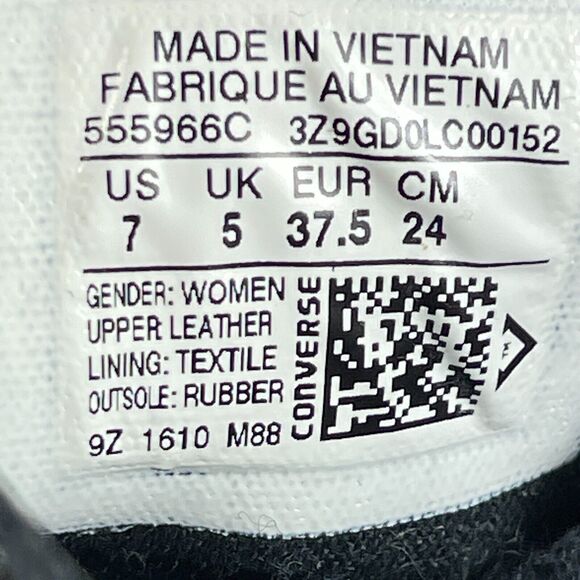 MADE IN VIETNAM
FABRIQUE AU VIETNAM
555966C 3Z9GD0LC00152
US UK EUR CM
7 5 37.5 24
GENDER: WOMEN
UPPER: LEATHER
LINING: TEXTILE
OUTSOLE: RUBBER
9Z 1610 M88
CONVERSE